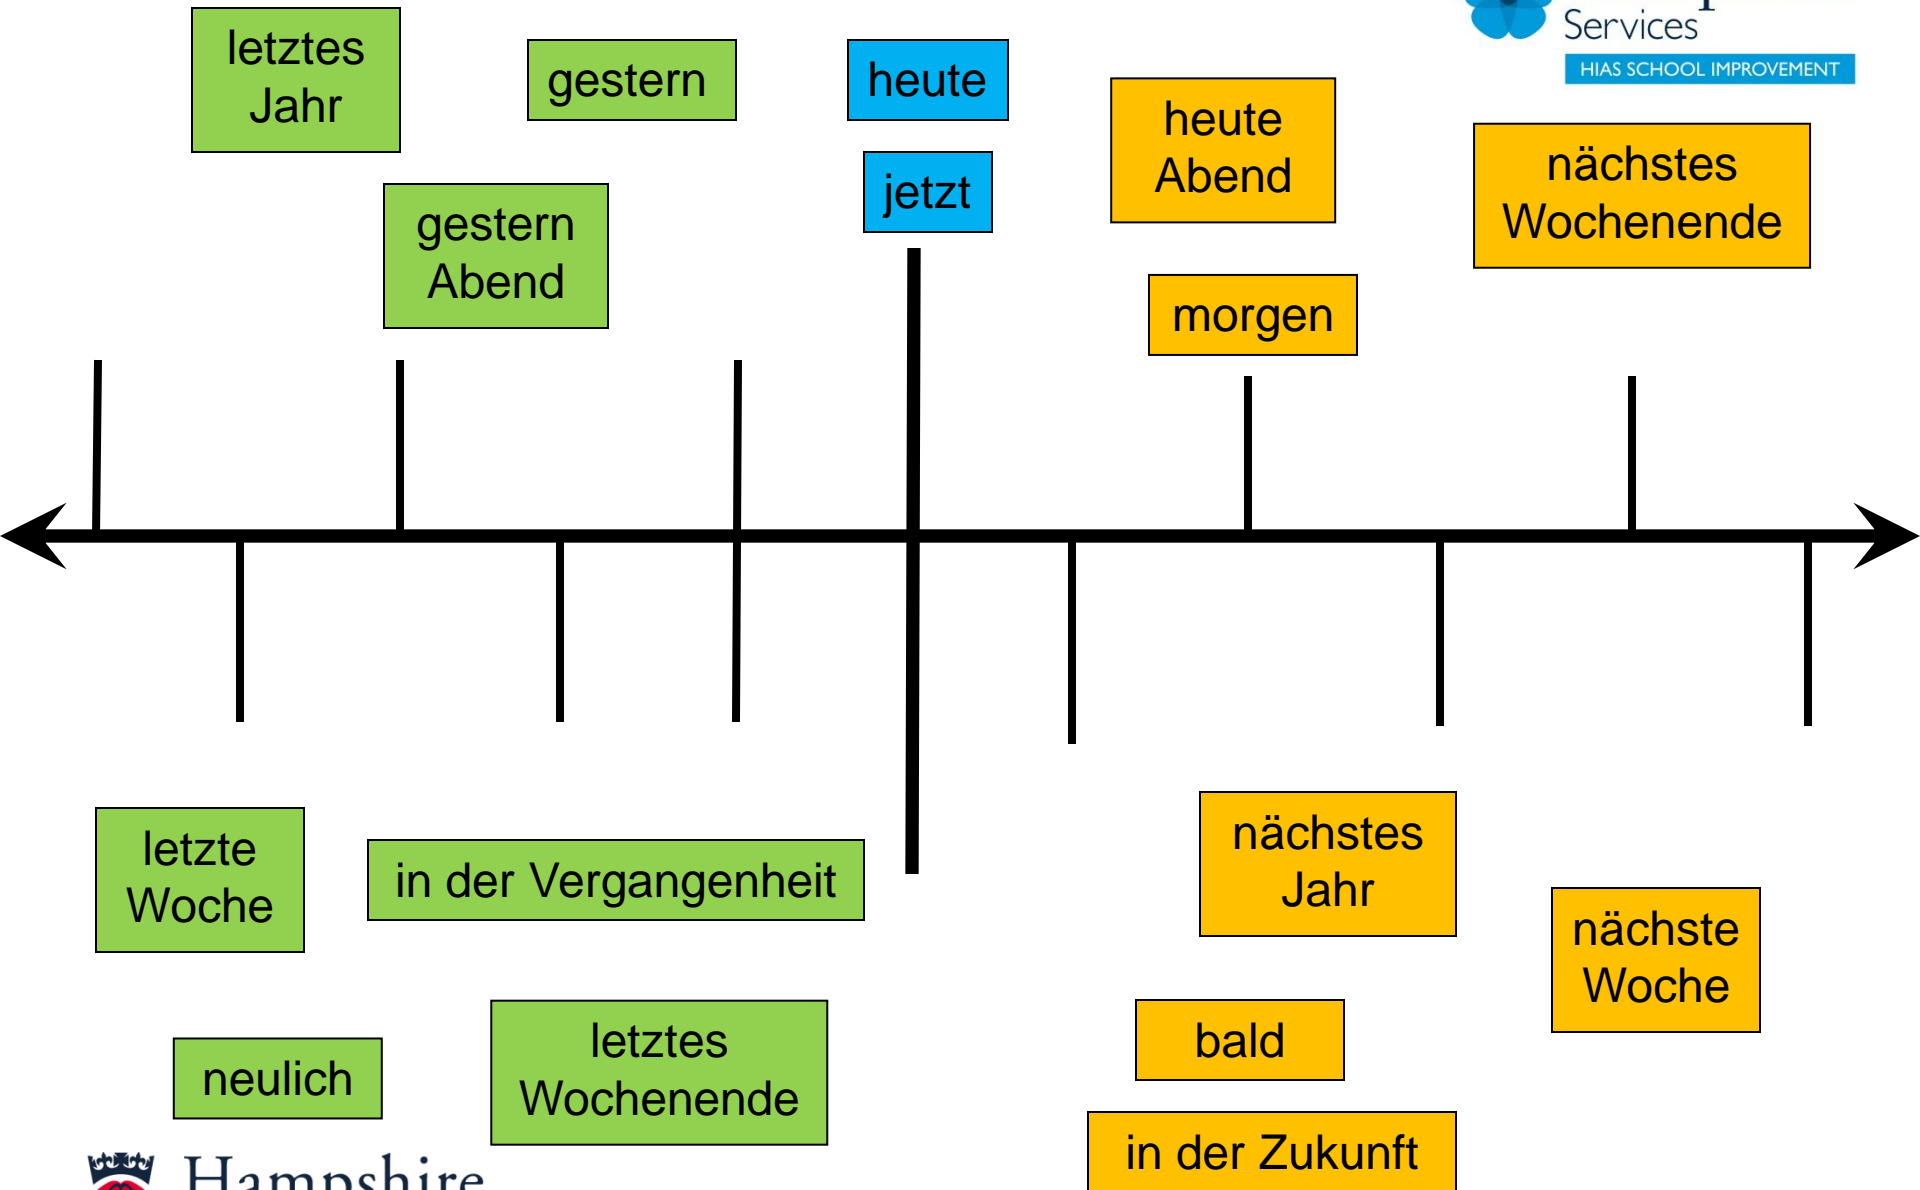 Services
HIAS SCHOOL IMPROVEMENT
letztes
Jahr
gestern
heute
jetzt
heute
Abend
nächstes
Wochenende
gestern
Abend
morgen
letzte
Woche
in der Vergangenheit
nächstes
Jahr
nächste
Woche
neulich
letztes
Wochenende
bald
in der Zukunft
Hampshire